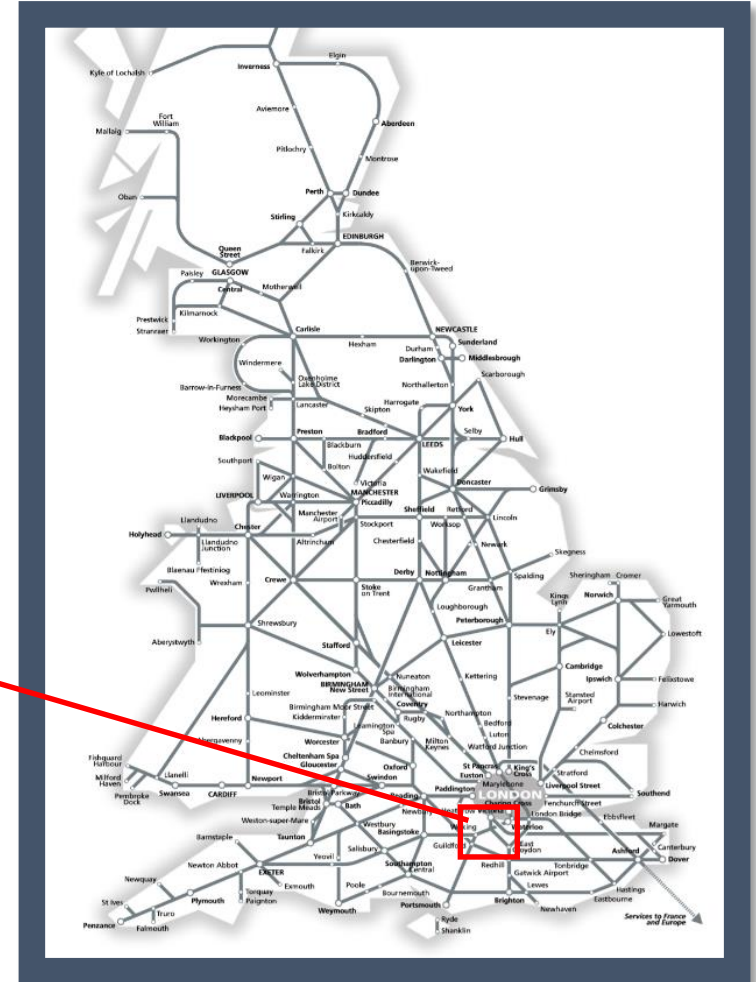 Kyle of Lochalsh
Inverness
Elgin
Aviemore
Aberdeen
Fort
William
Mallaig
Pitlochry
Montrose
Perth
Dundee
Oban
Stirling
Kirkcaldy
EDINBURGH
Queen
Street
Falkirk
Berwick-
upon-Tweed
Paisley
GLASGOW
Central
Motherwell
Prestwick
Kilmarnock
Stranraer
Carlisle
NEWCASTLE
Workington
Hexham
Sunderland
Durham
Darlington
Middlesbrough
Windermere
Scarborough
Oxenholme
Lake District
Northallerton
Barrow-in-Furness
Morecambe
Heysham Port
Lancaster
Harrogate
York
Skipton
Blackpool
Preston
Bradford
Selby
Hull
Blackburn
LEEDS
Huddersfield
Southport
Bolton
Wakefield
Wigan
Victoria
Doncaster
LIVERPOOL
Warrington
MANCHESTER
Piccadilly
Grimsby
Manchester
Airport
Sheffield
Retford
Lincoln
Llandudno
Stockport
Worksop
Holyhead
Chester
Llandudno
Junction
Altrincham
Chesterfield
Newark
Skegness
Blaenau Ffestiniog
Derby
Nottingham
Pwllheli
Wrexham
Crewe
Stoke
on Trent
Grantham
Spalding
Sheringham
Cromer
Kings
Lynn
Norwich
Great
Yarmouth
Loughborough
Shrewsbury
Peterborough
Aberystwyth
Ely
Lowestoft
Stafford
Leicester
Wolverhampton
Cambridge
BIRMINGHAM
New Street
Nuneaton
Kettering
Ipswich
Felixstowe
Birmingham
International
Leominster
Stevenage
Stansted
Airport
Birmingham Moor Street
Coventry
Harwich
Hereford
Kidderminster
Rugby
Northampton
Colchester
Leamington
Spa
Bedford
Abergavenny
Worcester
Banbury
Milton
Keynes
Luton
Watford Junction
Chelmsford
Cheltenham Spa
Gloucester
Oxford
St Pancras
King's
Cross
Fishguard
Harbour
Euston
Stratford
Milford
Haven
Llanelli
Newport
Swindon
Marylebone
Liverpool Street
Pembroke
Dock
Swansea
CARDIFF
Bristol Parkway
Paddington
LONDON
Southend
Bristol
Temple Meads
Bath
Reading
Charing Cross
Fenchurch Street
Newbury
Heathrow
Victoria
London Bridge
Ebbsfleet
Weston-super-Mare
Westbury
Woking
Waterloo
Margate
Barnstaple
Taunton
Basingstoke
Guildford
East
Croydon
Canterbury
Salisbury
Ashford
Dover
Yeovil
Redhill
Tonbridge
Newton Abbot
EXETER
Southampton
Central
Gatwick Airport
Newquay
Exmouth
Poole
Lewes
Hastings
Torquay
Paignton
Bournemouth
Eastbourne
St Ives
Plymouth
Weymouth
Portsmouth
Brighton
Newhaven
Truro
Penzance
Falmouth
Ryde
Shanklin
Services to France
and Europe